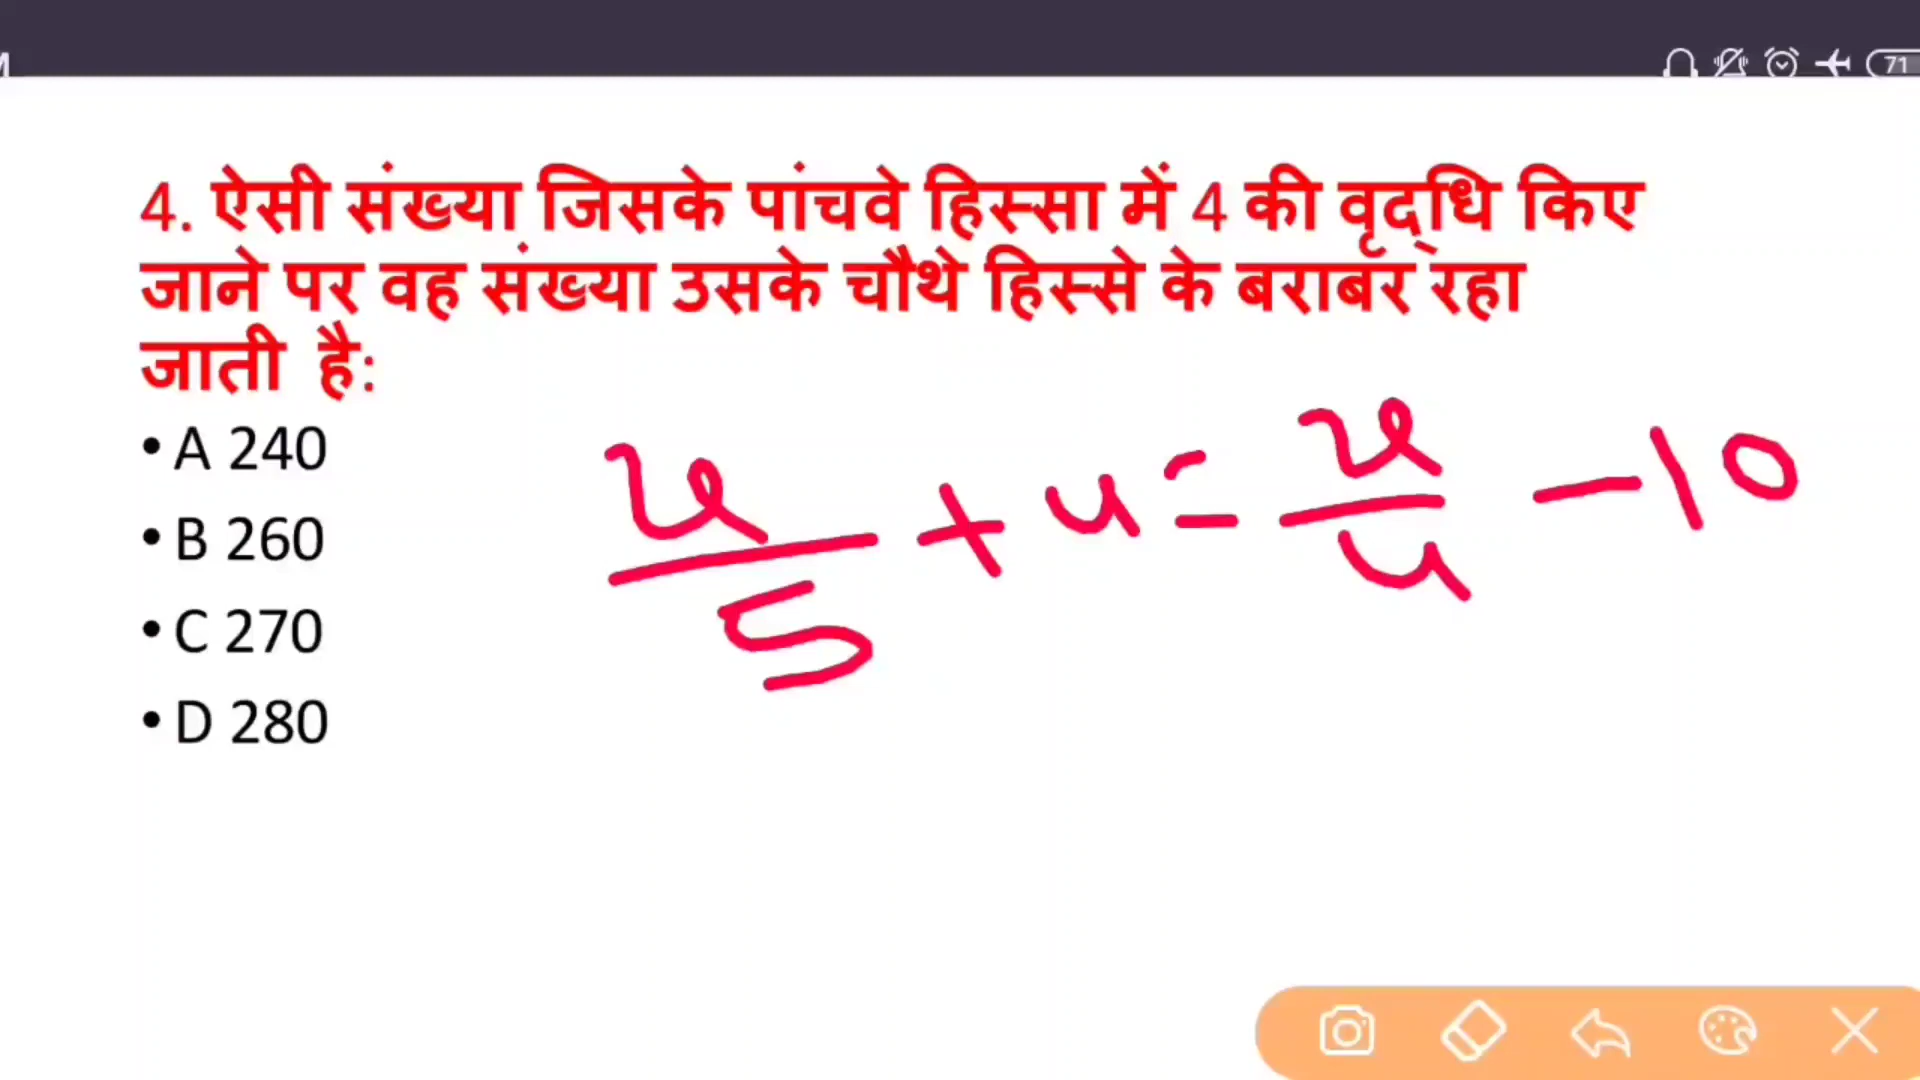 71
4. ऐसी संख्या जिसके पांचवे हिस्सा में 4 की वृद्धि किए
जाने पर वह संख्या उसके चौथे हिस्से के बराबर रहा
जाती है:
• A 240
• B 260
• C 270
• D 280
x/5 + 4 = x/4 - 10